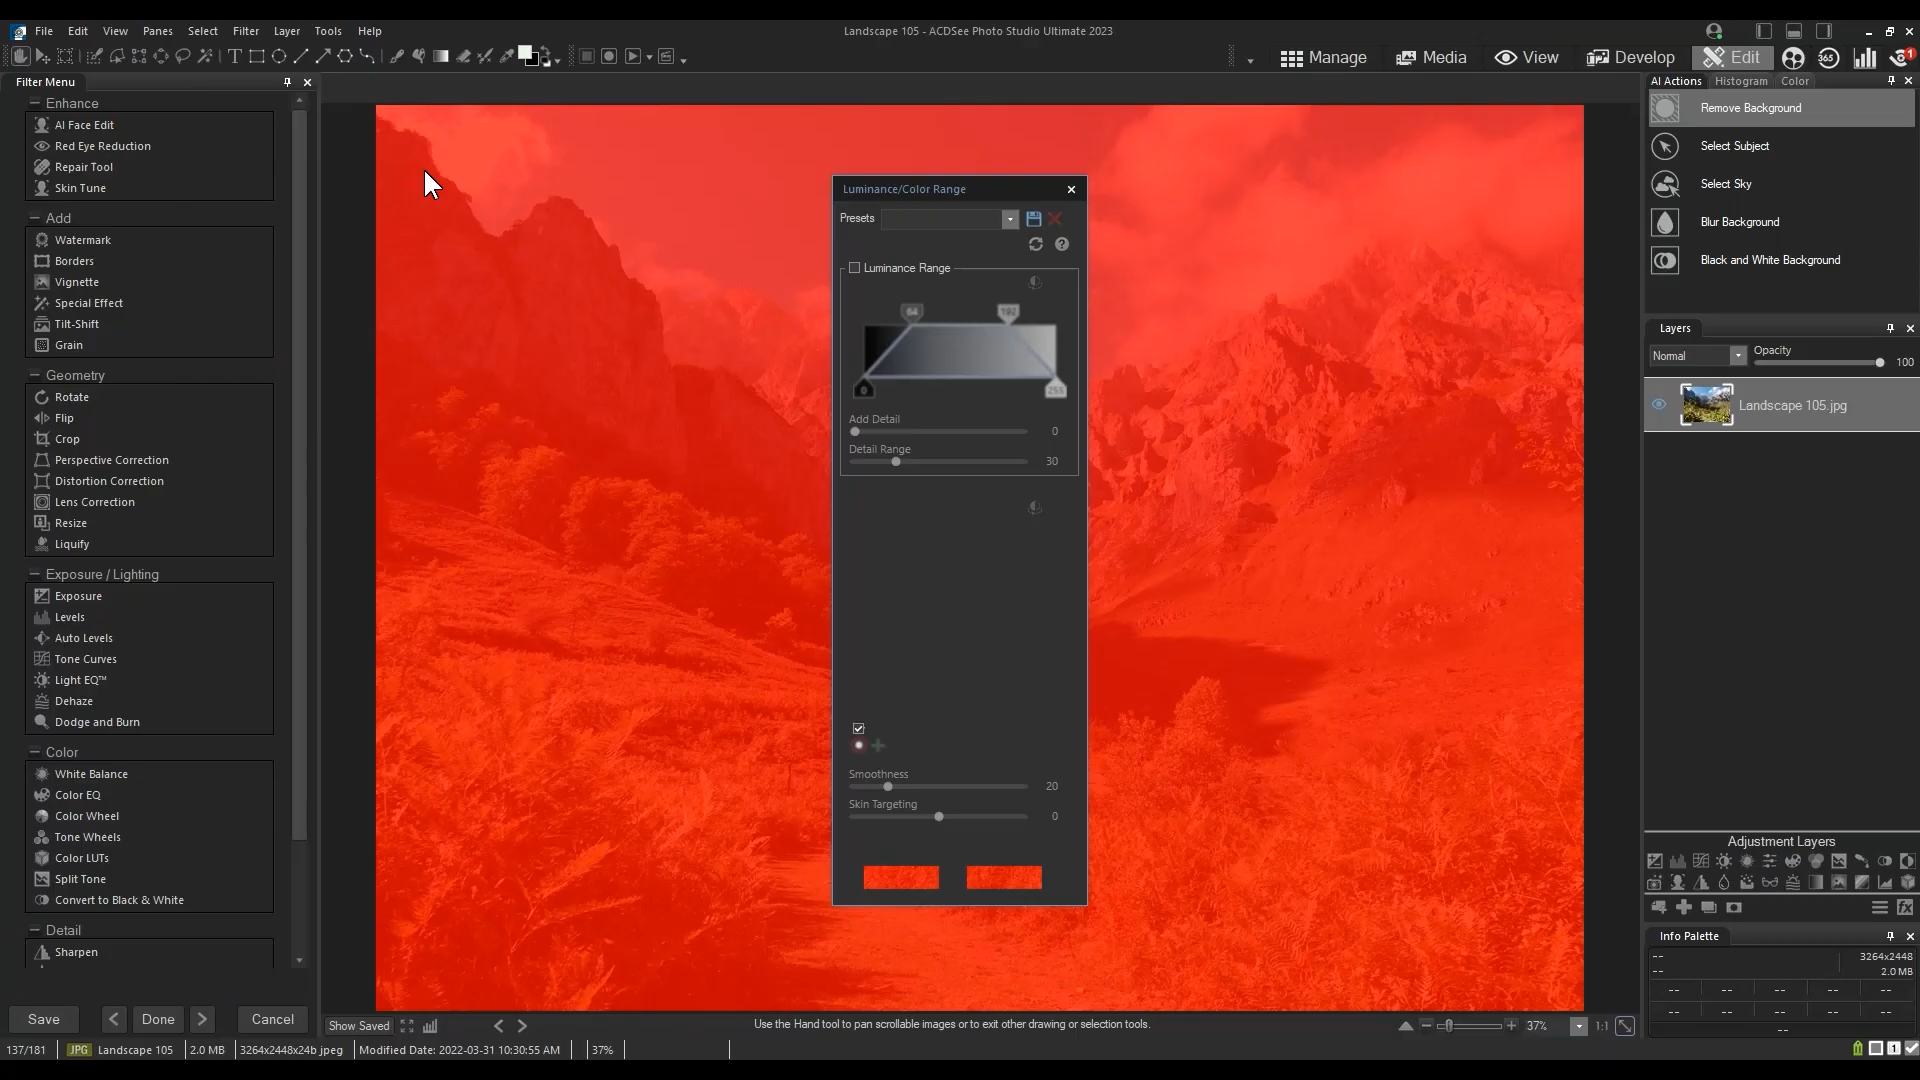 File Edit View Panes Select Filter Layer Tools Help
Landscape 105 - ACDSee Photo Studio Ultimate 2023
Manage Media View Develop Edit 365 1
Filter Menu
Enhance
AI Face Edit
Red Eye Reduction
Repair Tool
Skin Tune
Add
Watermark
Borders
Vignette
Special Effect
Tilt-Shift
Grain
Geometry
Rotate
Flip
Crop
Perspective Correction
Distortion Correction
Lens Correction
Resize
Liquify
Exposure / Lighting
Exposure
Levels
Auto Levels
Tone Curves
Light EQ™
Dehaze
Dodge and Burn
Color
White Balance
Color EQ
Color Wheel
Tone Wheels
Color LUTs
Split Tone
Convert to Black & White
Detail
Sharpen
Save Done Cancel
Luminance/Color Range
Presets
Luminance Range
64 192
0 255
Add Detail
0
Detail Range
30
Smoothness
20
Skin Targeting
0
AI Actions Histogram Color
Remove Background
Select Subject
Select Sky
Blur Background
Black and White Background
Layers
Normal Opacity 100
Landscape 105.jpg
Adjustment Layers
fx
Info Palette
-- 3264x2448
-- 2.0 MB
-- -- -- -- --
-- -- -- -- --
--
Show Saved
Use the Hand tool to pan scrollable images or to exit other drawing or selection tools.
37% 1:1
137/181 JPG Landscape 105 2.0 MB 3264x2448x24b jpeg Modified Date: 2022-03-31 10:30:55 AM 37%
1